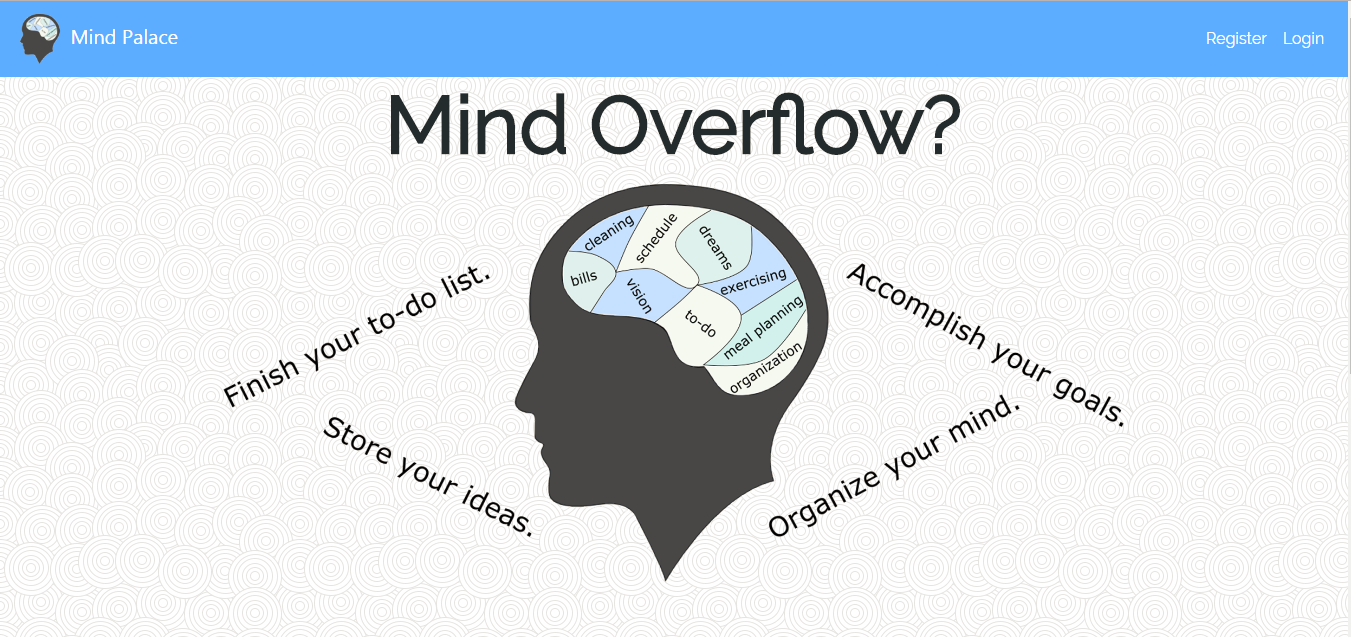 Mind Palace
Register Login
Mind Overflow?
cleaning
schedule
dreams
bills
vision
exercising
to-do
meal planning
organization
Finish your to-do list.
Accomplish your goals.
Store your ideas.
Organize your mind.